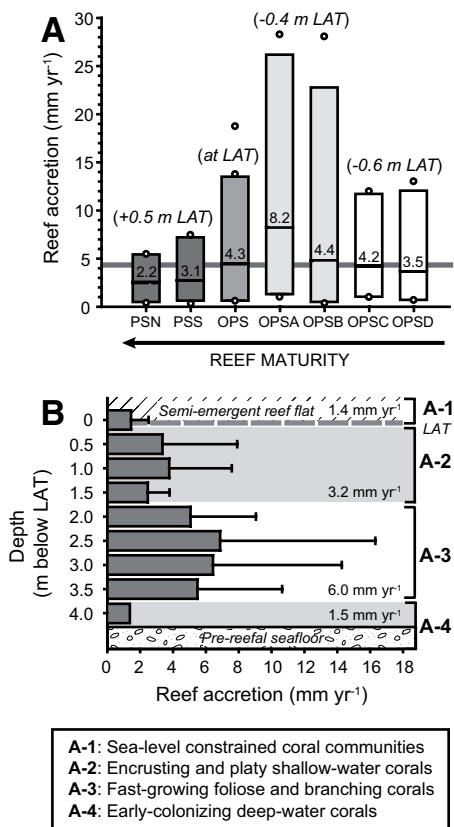 A
(-0.4 m LAT)
30
25
20
15
10
5
0
Reef accretion (mm yr⁻¹)
(at LAT)
(-0.6 m LAT)
(+0.5 m LAT)
2.2
3.1
4.3
8.2
4.4
4.2
3.5
PSN PSS OPS OPSA OPSB OPSC OPSD
REEF MATURITY
B
Semi-emergent reef flat 1.4 mm yr⁻¹ A-1
LAT
0
0.5
1.0
1.5
2.0
2.5
3.0
3.5
4.0
Depth
(m below LAT)
A-2
3.2 mm yr⁻¹
A-3
6.0 mm yr⁻¹
1.5 mm yr⁻¹
A-4
Pre-reefal seafloor
0 2 4 6 8 10 12 14 16 18
Reef accretion (mm yr⁻¹)
A-1: Sea-level constrained coral communities
A-2: Encrusting and platy shallow-water corals
A-3: Fast-growing foliose and branching corals
A-4: Early-colonizing deep-water corals